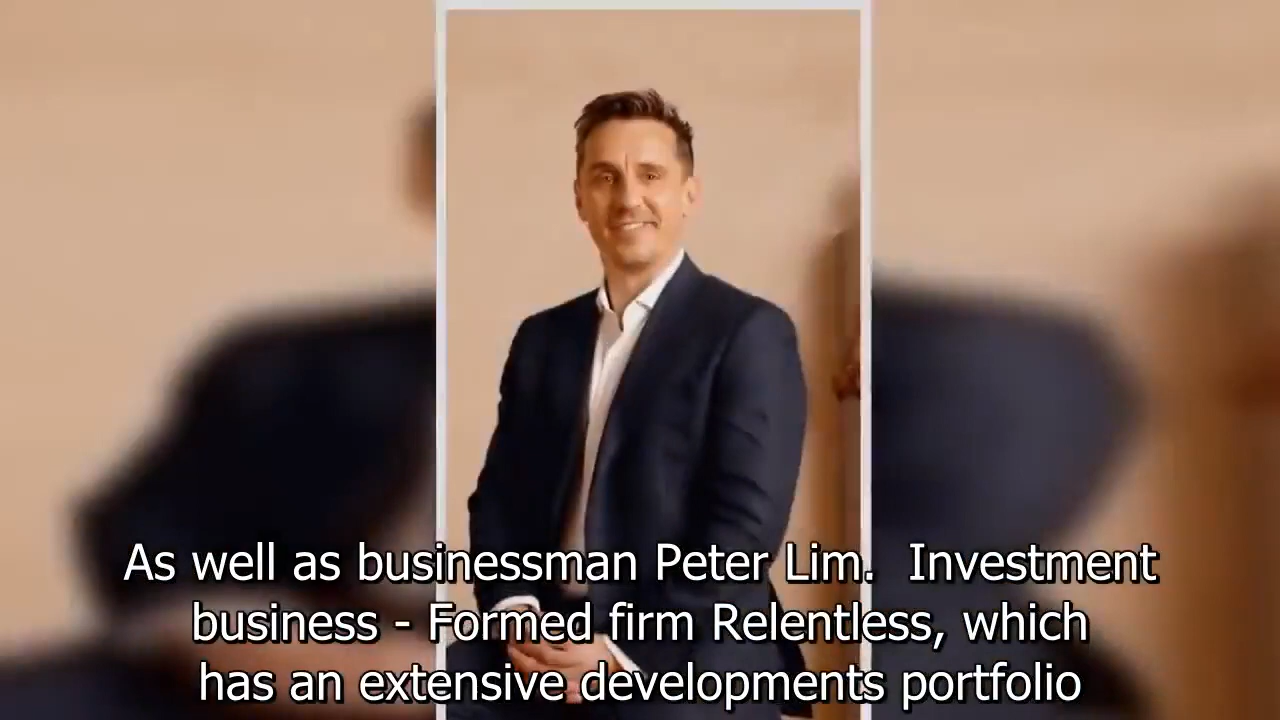 As well as businessman Peter Lim.  Investment
business - Formed firm Relentless, which
has an extensive developments portfolio